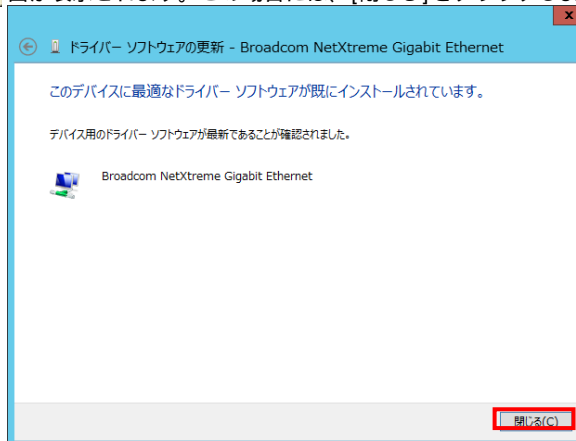 ドライバー ソフトウェアの更新 - Broadcom NetXtreme Gigabit Ethernet
このデバイスに最適なドライバー ソフトウェアが既にインストールされています。
デバイス用のドライバー ソフトウェアが最新であることが確認されました。
Broadcom NetXtreme Gigabit Ethernet
閉じる(C)